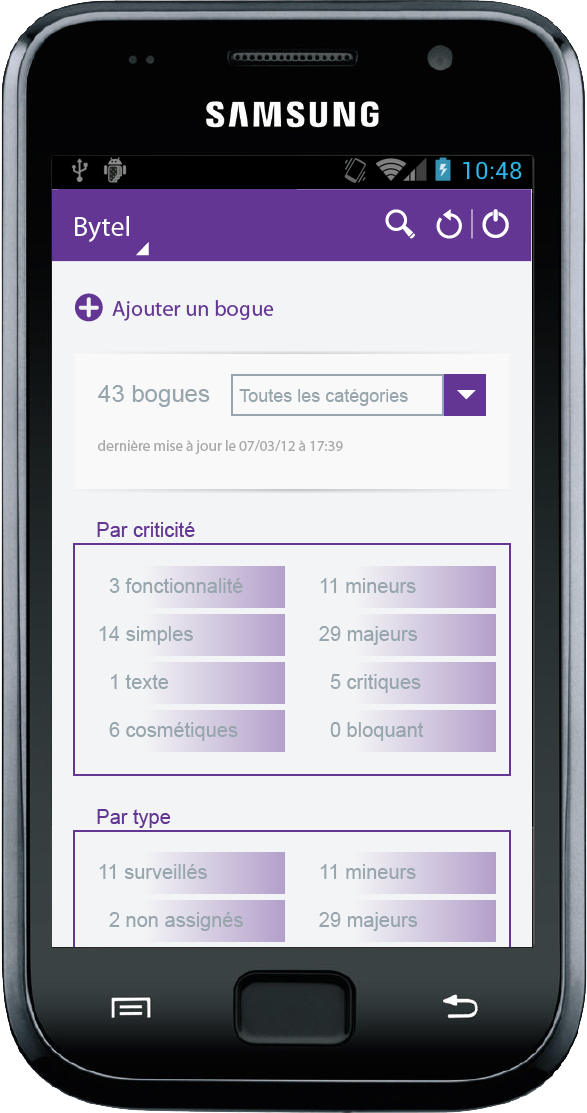 SAMSUNG
10:48
Bytel
Ajouter un bogue
43 bogues
Toutes les catégories
dernière mise à jour le 07/03/12 à 17:39
Par criticité
3 fonctionnalité
11 mineurs
14 simples
29 majeurs
1 texte
5 critiques
6 cosmétiques
0 bloquant
Par type
11 surveillés
11 mineurs
2 non assignés
29 majeurs